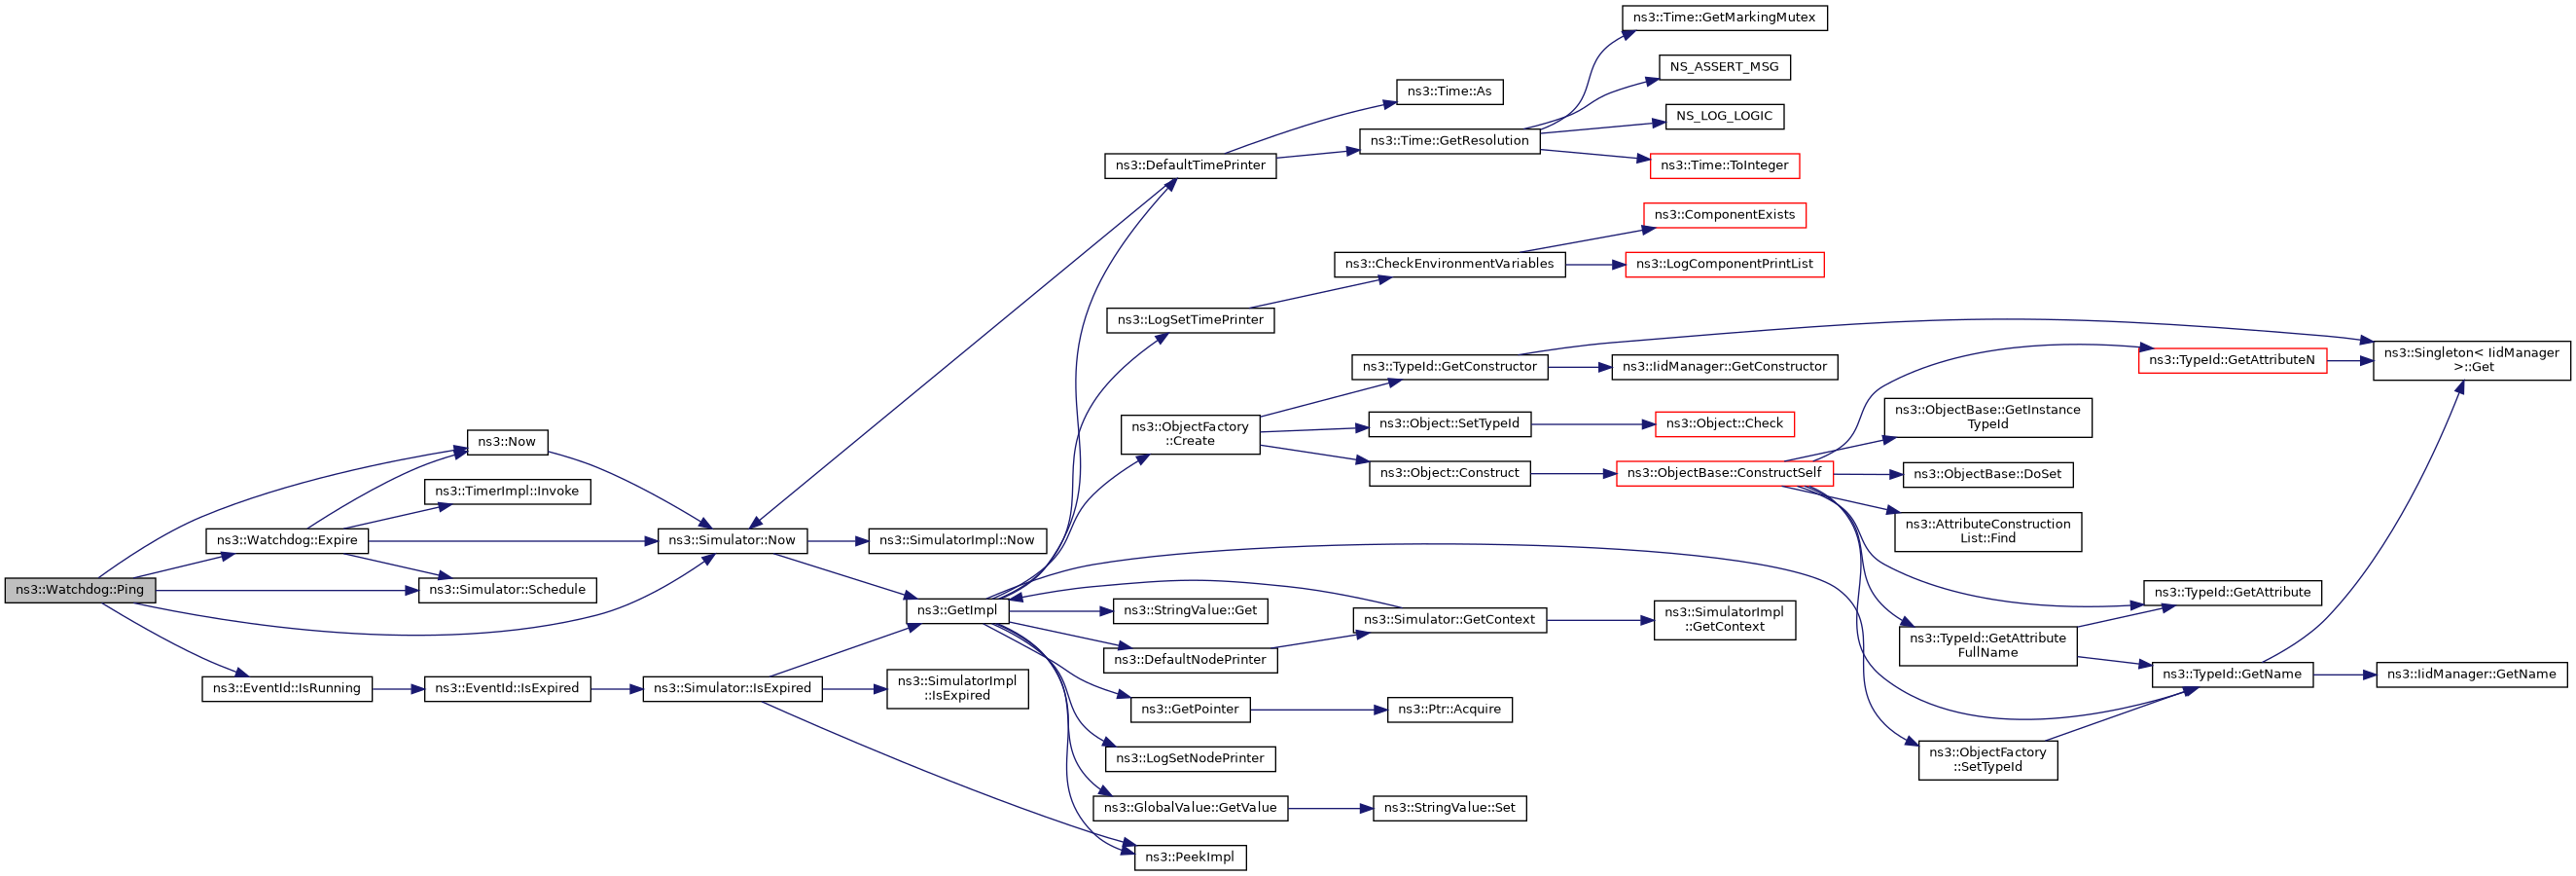 ns3::Watchdog::Ping
ns3::Watchdog::Expire
ns3::EventId::IsRunning
ns3::Now
ns3::TimerImpl::Invoke
ns3::Simulator::Schedule
ns3::EventId::IsExpired
ns3::Simulator::Now
ns3::Simulator::IsExpired
ns3::SimulatorImpl::Now
ns3::GetImpl
ns3::SimulatorImpl
::IsExpired
ns3::DefaultTimePrinter
ns3::LogSetTimePrinter
ns3::ObjectFactory
::Create
ns3::StringValue::Get
ns3::DefaultNodePrinter
ns3::GetPointer
ns3::LogSetNodePrinter
ns3::GlobalValue::GetValue
ns3::PeekImpl
ns3::Time::As
ns3::Time::GetResolution
ns3::CheckEnvironmentVariables
ns3::TypeId::GetConstructor
ns3::Object::SetTypeId
ns3::Object::Construct
ns3::Simulator::GetContext
ns3::Ptr::Acquire
ns3::StringValue::Set
ns3::Time::GetMarkingMutex
NS_ASSERT_MSG
NS_LOG_LOGIC
ns3::Time::ToInteger
ns3::ComponentExists
ns3::LogComponentPrintList
ns3::IidManager::GetConstructor
ns3::Object::Check
ns3::ObjectBase::ConstructSelf
ns3::SimulatorImpl
::GetContext
ns3::ObjectBase::GetInstance
TypeId
ns3::ObjectBase::DoSet
ns3::AttributeConstruction
List::Find
ns3::TypeId::GetAttribute
FullName
ns3::ObjectFactory
::SetTypeId
ns3::TypeId::GetAttributeN
ns3::TypeId::GetAttribute
ns3::TypeId::GetName
ns3::Singleton< IidManager
>::Get
ns3::IidManager::GetName